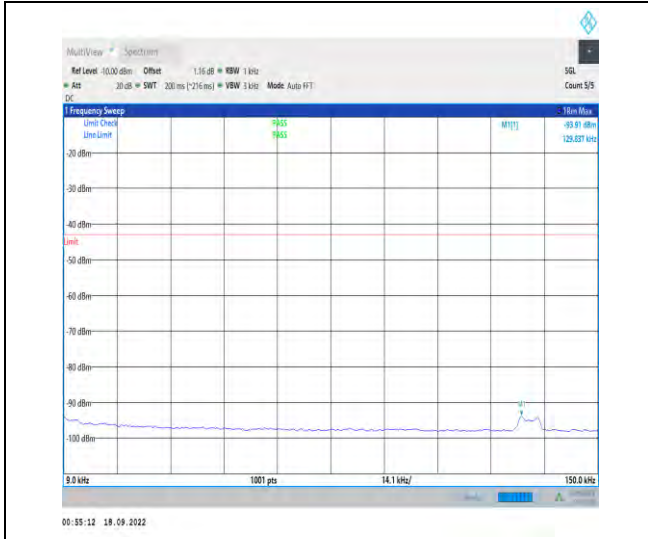 MultiView Spectrum
Ref Level -10.00 dBm Offset 1.16 dB RBW 1 kHz SGL
Att 20 dB SWT 200 ms (~216 ms) VBW 3 kHz Mode Auto FFT Count 5/5
DC
1 Frequency Sweep 1Rm Max
Limit Check PASS M1[1] -93.91 dBm
Line Limit PASS 129.837 kHz
-20 dBm
-30 dBm
-40 dBm
Limit
-50 dBm
-60 dBm
-70 dBm
-80 dBm
-90 dBm
M1
-100 dBm
9.0 kHz 1001 pts 14.1 kHz/ 150.0 kHz
00:55:12 18.09.2022